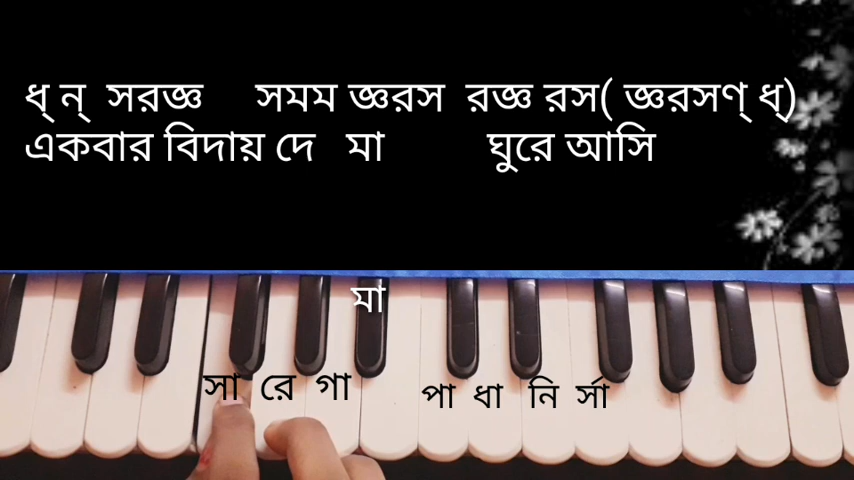 ধ্ ন্ সরজ্ঞ সমম জ্ঞরস রজ্ঞ রস( জ্ঞরসণ্ ধ্)
একবার বিদায় দে মা ঘুরে আসি
মা
সা রে গা
পা ধা নি র্সা